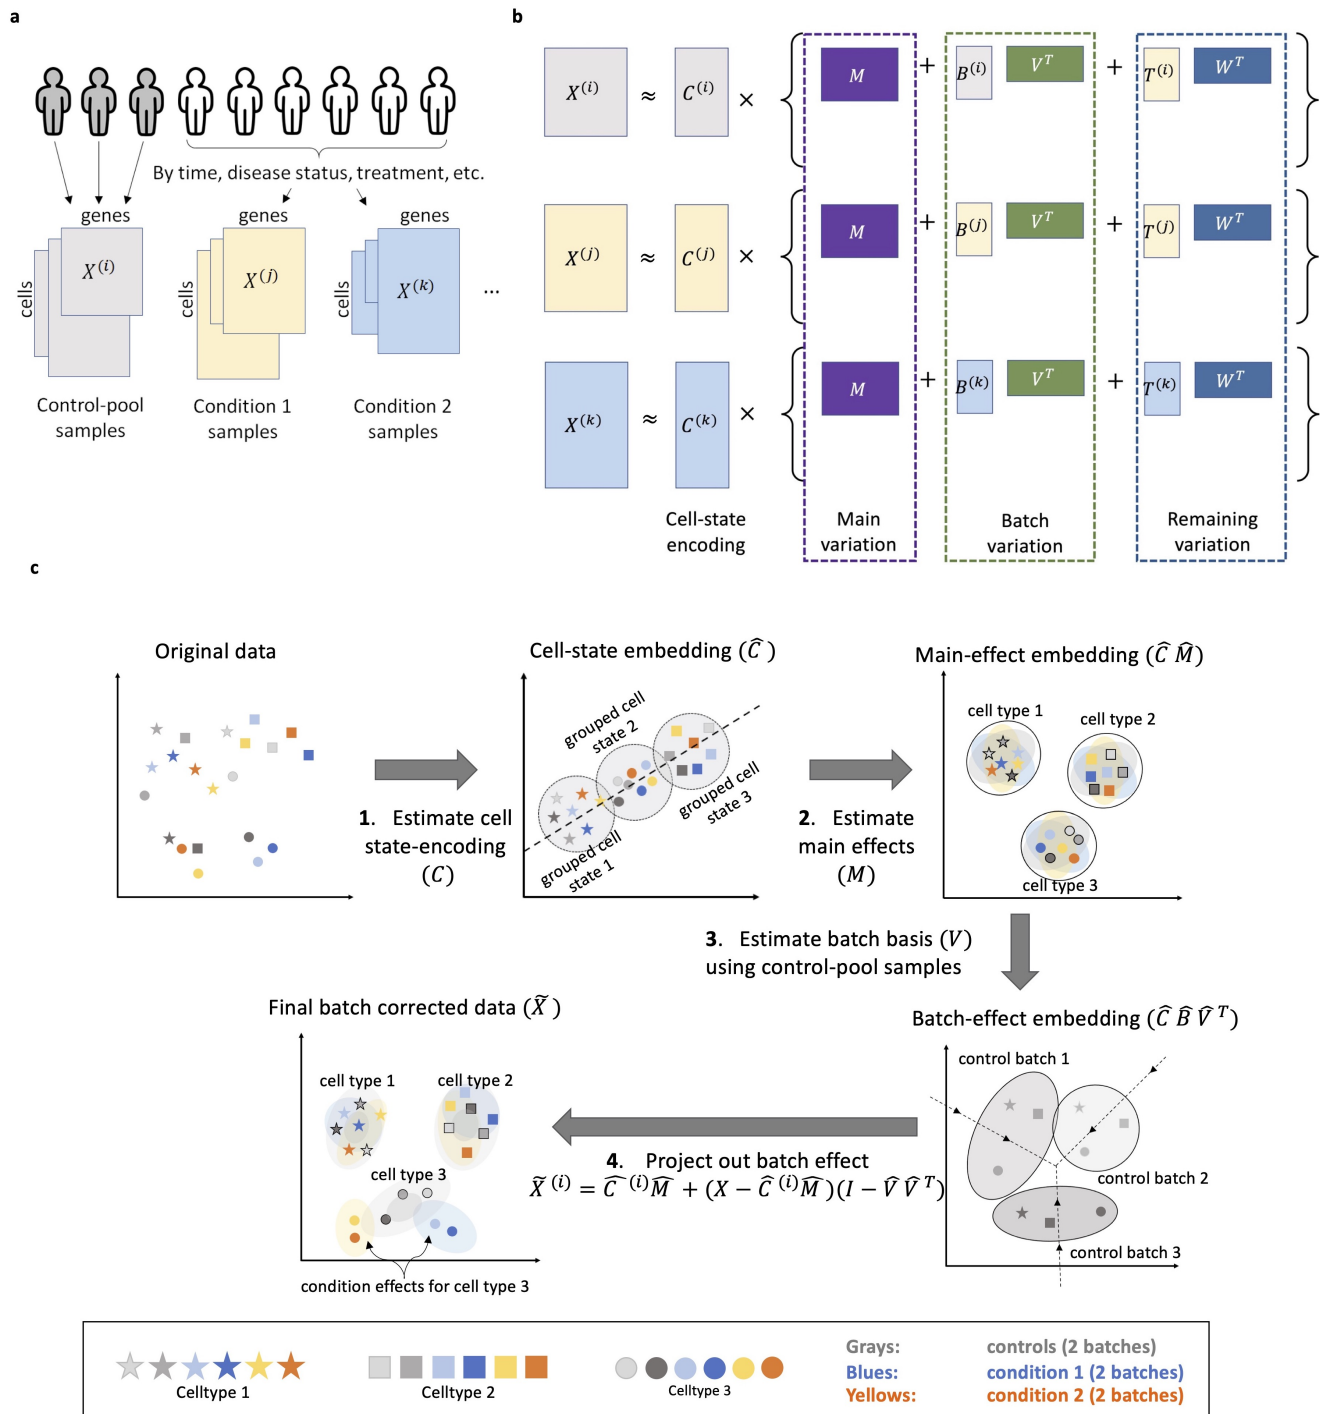 a
By time, disease status, treatment, etc.
genes
genes
genes
cells
X^(i)
cells
X^(j)
cells
X^(k)
...
Control-pool
samples
Condition 1
samples
Condition 2
samples
b
X^(i) ≈ C^(i) × { M + B^(i) V^T + T^(i) W^T }
X^(j) ≈ C^(j) × { M + B^(j) V^T + T^(j) W^T }
X^(k) ≈ C^(k) × { M + B^(k) V^T + T^(k) W^T }
Cell-state
encoding
Main
variation
Batch
variation
Remaining
variation
c
Original data
1. Estimate cell
state-encoding
(C)
Cell-state embedding (Ĉ)
grouped cell
state 2
grouped cell
state 3
grouped cell
state 1
2. Estimate
main effects
(M)
Main-effect embedding (Ĉ M̂)
cell type 1
cell type 2
cell type 3
3. Estimate batch basis (V)
using control-pool samples
Batch-effect embedding (Ĉ B̂ V̂^T)
control batch 1
control batch 2
control batch 3
4. Project out batch effect
X̃^(i) = Ĉ^(i)M̂ + (X − Ĉ^(i)M̂)(I − V̂ V̂^T)
Final batch corrected data (X̃)
cell type 1
cell type 2
cell type 3
condition effects for cell type 3
Celltype 1
Celltype 2
Celltype 3
Grays: controls (2 batches)
Blues: condition 1 (2 batches)
Yellows: condition 2 (2 batches)